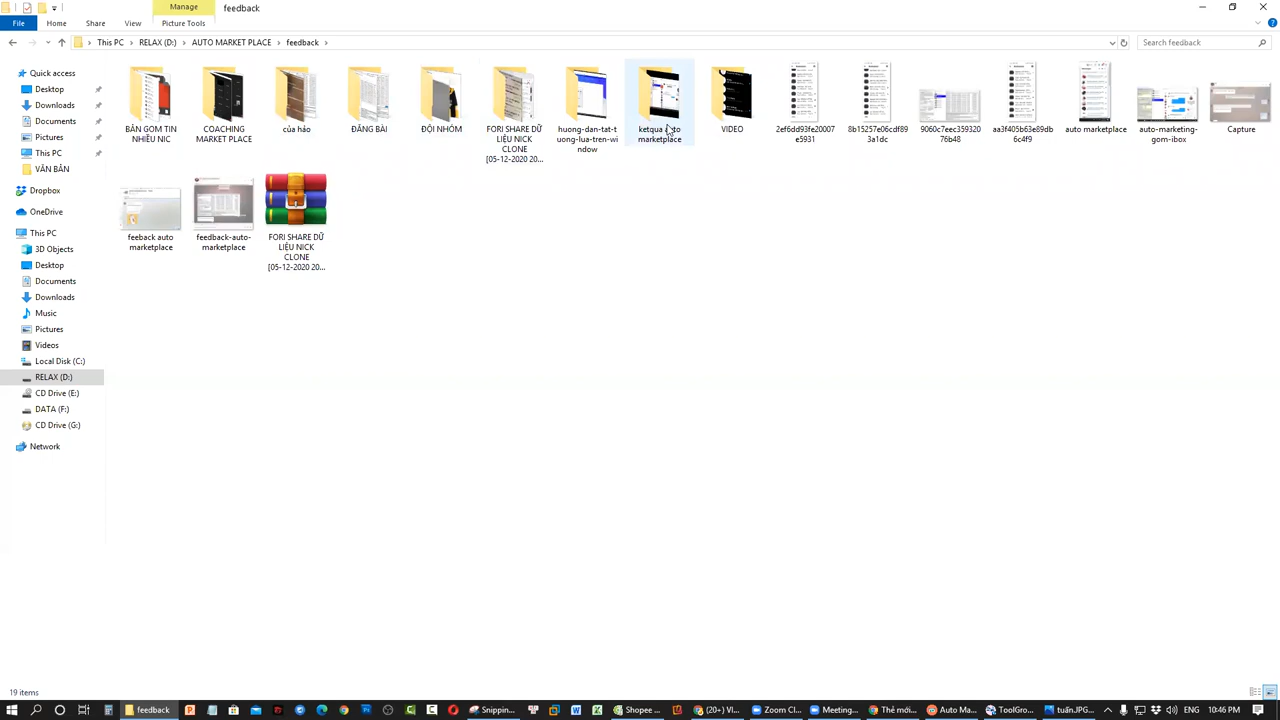 Manage
feedback
File
Home
Share
View
Picture Tools
This PC
RELAX (D:)
AUTO MARKET PLACE
feedback
Search feedback
Quick access
Desktop
Downloads
Documents
Pictures
This PC
VĂN BẢN
Dropbox
OneDrive
This PC
3D Objects
Desktop
Documents
Downloads
Music
Pictures
Videos
Local Disk (C:)
RELAX (D:)
CD Drive (E:)
DATA (F:)
CD Drive (G:)
Network
BẮN GOM TIN
NHIỀU NIC
COACHING
MARKET PLACE
của hảo
ĐĂNG BÀI
ĐỘI NHÓM
FORI SHARE DỮ
LIỆU NICK
CLONE
[05-12-2020 20...
huong-dan-tat-t
uong-lua-tren-wi
ndow
ketqua
marketplace
VIDEO
2ef6dd93fe20007
e5931
8b15257e06cdf89
3a1dc
9060c7eec359320
76b48
aa3f405b63e89db
6c4f9
auto marketplace
auto-marketing-
gom-ibox
Capture
feeback auto
marketplace
feedback-auto-
marketplace
FORI SHARE DỮ
LIỆU NICK
CLONE
[05-12-2020 20...
19 items
feedback
Snippin...
Shopee ...
(20+) VI...
Zoom Cl...
Meeting...
Thẻ mới...
Auto Ma...
ToolGro...
tuấn.JPG...
ENG
10:46 PM